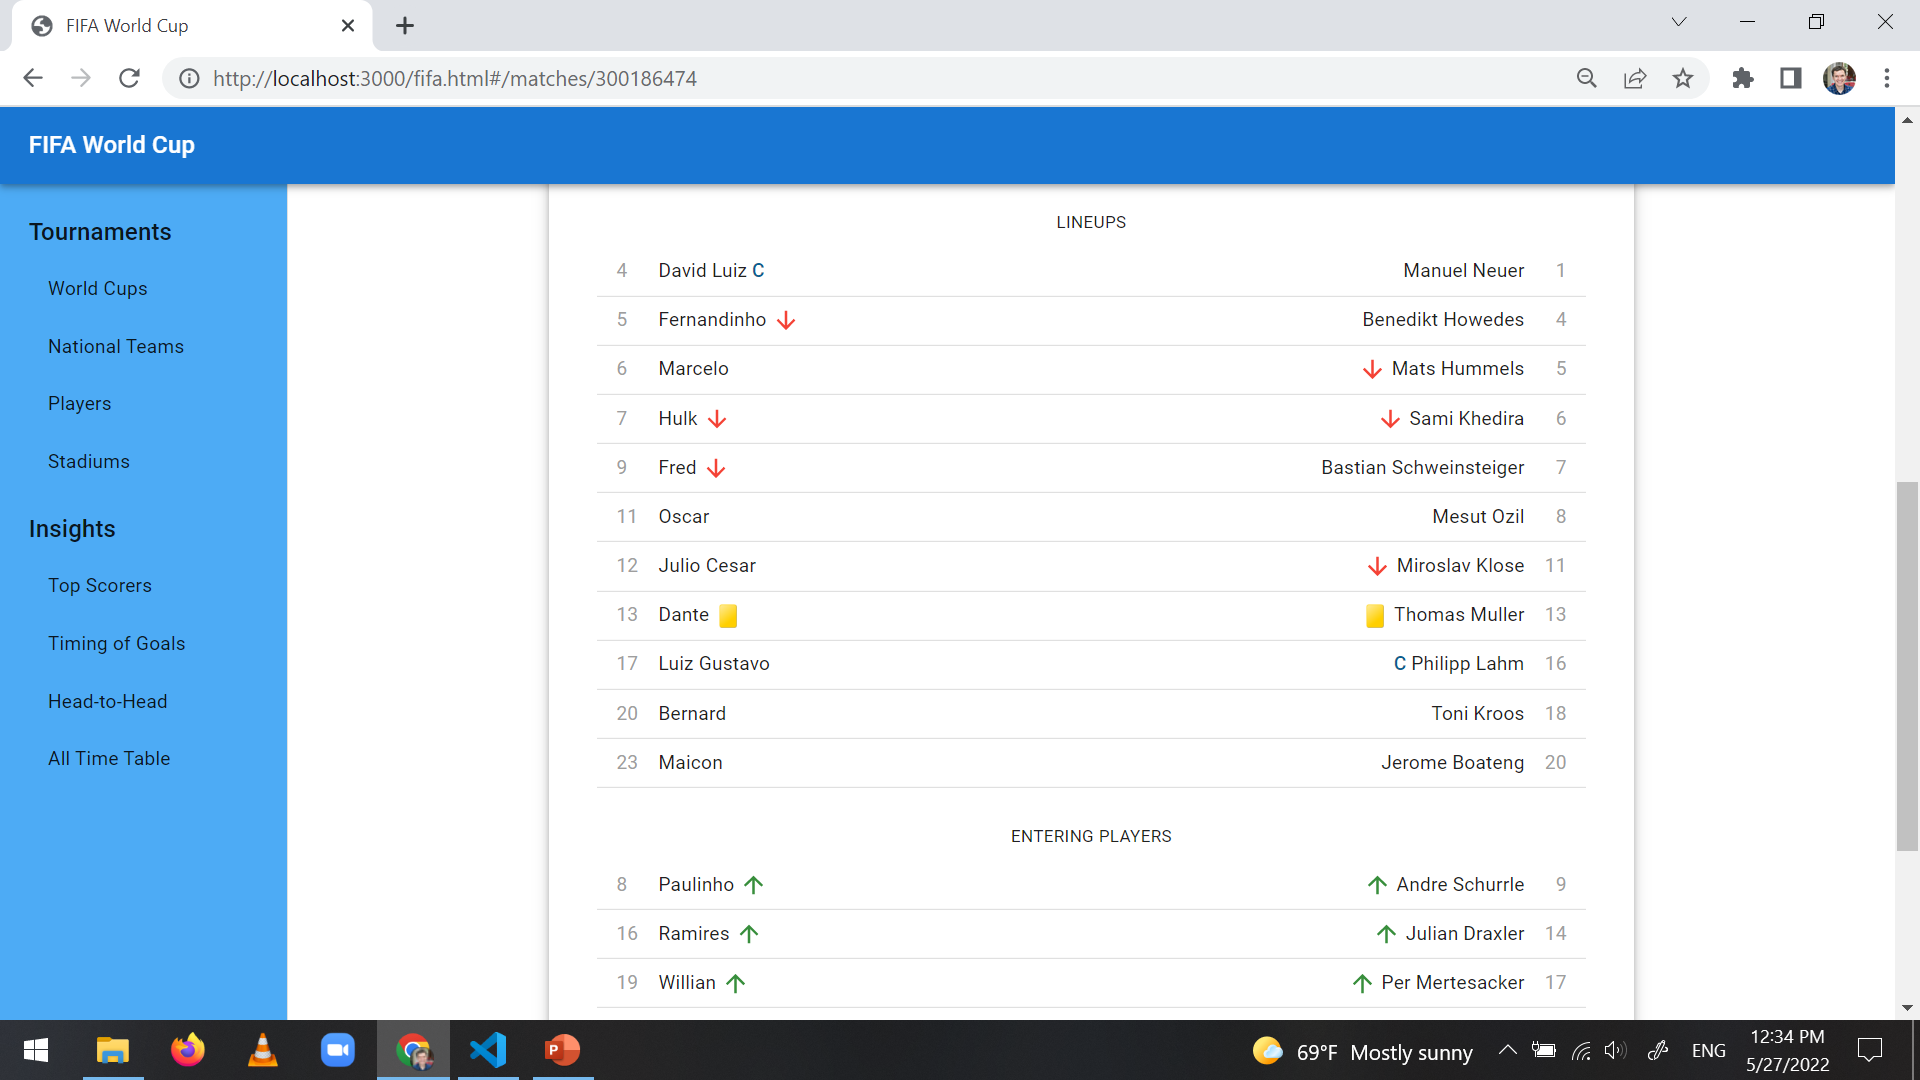 FIFA World Cup
http://localhost:3000/fifa.html#/matches/300186474
FIFA World Cup
Tournaments
World Cups
National Teams
Players
Stadiums
Insights
Top Scorers
Timing of Goals
Head-to-Head
All Time Table
LINEUPS
4 David Luiz C Manuel Neuer 1
5 Fernandinho Benedikt Howedes 4
6 Marcelo Mats Hummels 5
7 Hulk Sami Khedira 6
9 Fred Bastian Schweinsteiger 7
11 Oscar Mesut Ozil 8
12 Julio Cesar Miroslav Klose 11
13 Dante Thomas Muller 13
17 Luiz Gustavo C Philipp Lahm 16
20 Bernard Toni Kroos 18
23 Maicon Jerome Boateng 20
ENTERING PLAYERS
8 Paulinho Andre Schurrle 9
16 Ramires Julian Draxler 14
19 Willian Per Mertesacker 17
69°F Mostly sunny
ENG
12:34 PM
5/27/2022